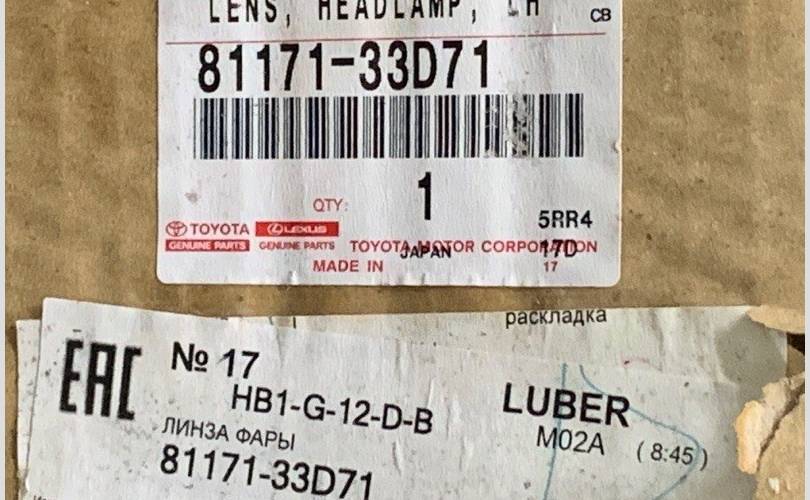 LENS, HEADLAMP, LH
CB
81171-33D71
QTY: 1
5RR4
TOYOTA LEXUS
GENUINE PARTS GENUINE PARTS TOYOTA MOTOR CORPORATION
JAPAN 17D
MADE IN 17
раскладка
EAC № 17
HB1-G-12-D-B LUBER
ЛИНЗА ФАРЫ M02A (8:45)
81171-33D71